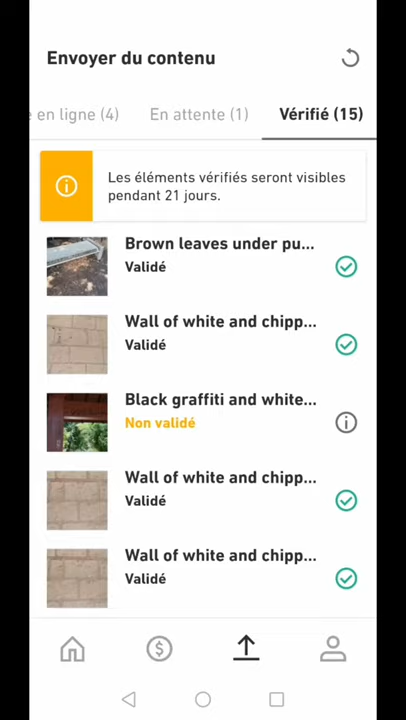 Envoyer du contenu
e en ligne (4)
En attente (1)
Vérifié (15)
Les éléments vérifiés seront visibles
pendant 21 jours.
Brown leaves under pu...
Validé
Wall of white and chipp...
Validé
Black graffiti and white...
Non validé
Wall of white and chipp...
Validé
Wall of white and chipp...
Validé